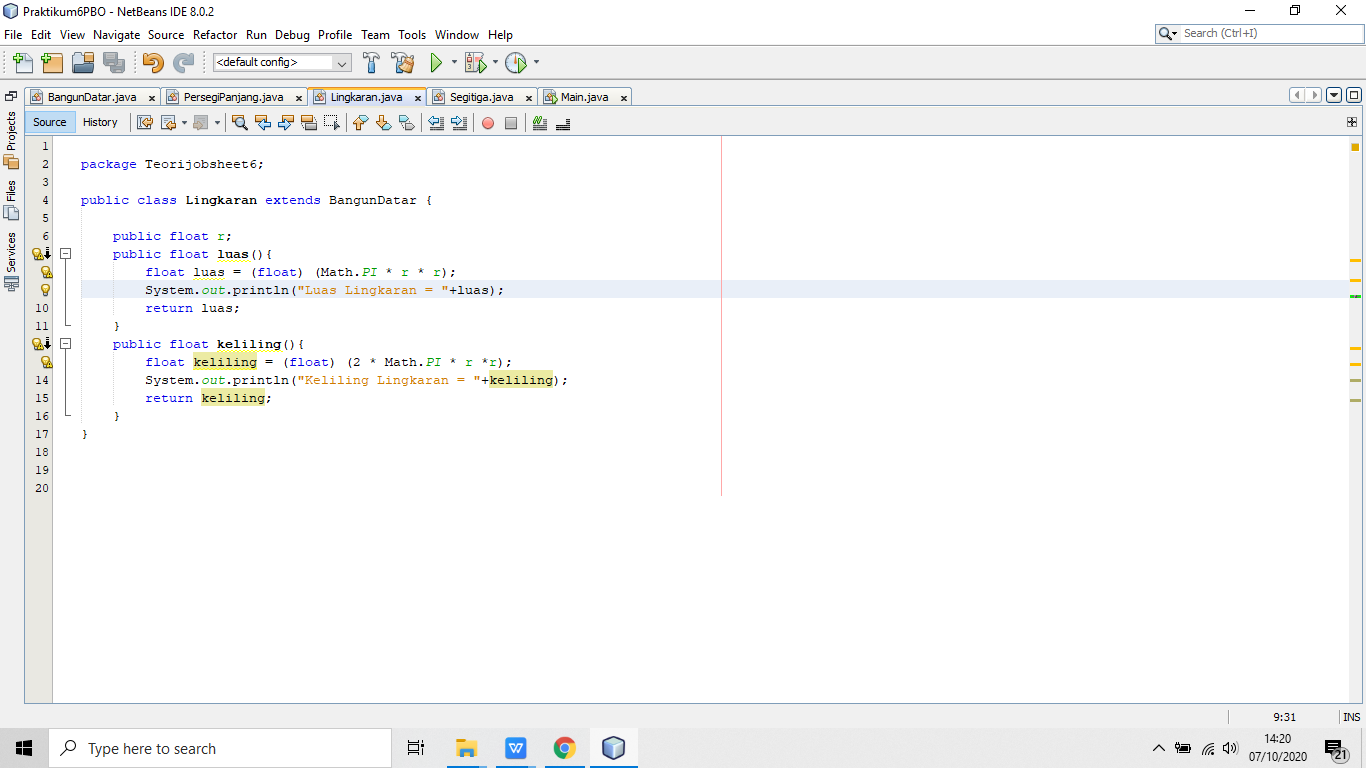 Praktikum6PBO - NetBeans IDE 8.0.2
File Edit View Navigate Source Refactor Run Debug Profile Team Tools Window Help
Search (Ctrl+I)
<default config>
BangunDatar.java PersegiPanjang.java Lingkaran.java Segitiga.java Main.java
Source History
Projects
Files
Services
1
2 package Teorijobsheet6;
3
4 public class Lingkaran extends BangunDatar {
5
6 public float r;
public float luas(){
float luas = (float) (Math.PI * r * r);
System.out.println("Luas Lingkaran = "+luas);
10 return luas;
11 }
public float keliling(){
float keliling = (float) (2 * Math.PI * r *r);
14 System.out.println("Keliling Lingkaran = "+keliling);
15 return keliling;
16 }
17 }
18
19
20
9:31 INS
Type here to search
14:20
07/10/2020
21